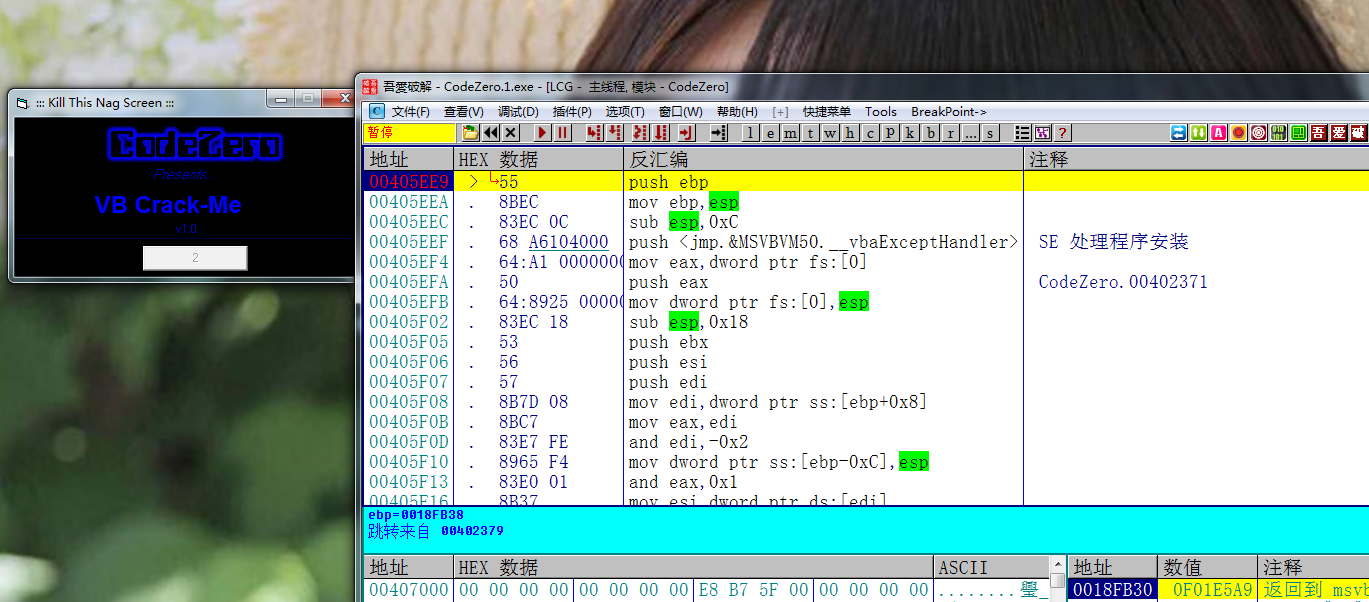 ::: Kill This Nag Screen :::
CodeZero
Presents...
VB Crack-Me
v1.0
2
吾愛破解 - CodeZero.1.exe - [LCG - 主线程, 模块 - CodeZero]
C 文件(F) 查看(V) 调试(D) 插件(P) 选项(T) 窗口(W) 帮助(H) [+] 快捷菜单 Tools BreakPoint->
暂停 l e m t w h c p k b r ... s ? 吾 爱 破
地址 HEX 数据 反汇编 注释
00405EE9 > 55 push ebp
00405EEA . 8BEC mov ebp,esp
00405EEC . 83EC 0C sub esp,0xC
00405EEF . 68 A6104000 push <jmp.&MSVBVM50.__vbaExceptHandler> SE 处理程序安装
00405EF4 . 64:A1 0000000 mov eax,dword ptr fs:[0]
00405EFA . 50 push eax CodeZero.00402371
00405EFB . 64:8925 00000 mov dword ptr fs:[0],esp
00405F02 . 83EC 18 sub esp,0x18
00405F05 . 53 push ebx
00405F06 . 56 push esi
00405F07 . 57 push edi
00405F08 . 8B7D 08 mov edi,dword ptr ss:[ebp+0x8]
00405F0B . 8BC7 mov eax,edi
00405F0D . 83E7 FE and edi,-0x2
00405F10 . 8965 F4 mov dword ptr ss:[ebp-0xC],esp
00405F13 . 83E0 01 and eax,0x1
00405F16 . 8B37 mov esi,dword ptr ds:[edi]
ebp=0018FB38
跳转来自 00402379
地址 HEX 数据 ASCII 地址 数值 注释
00407000 00 00 00 00 00 00 00 00 E8 B7 5F 00 00 00 00 00 ........ 0018FB30 0F01E5A9 返回到 msvb